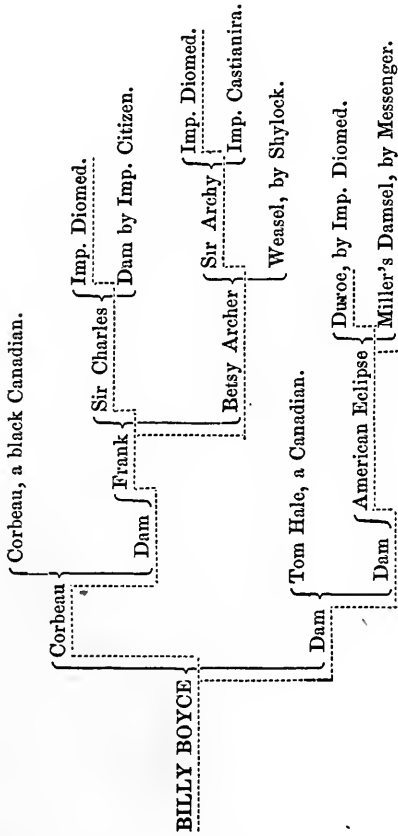 Corbeau, a black Canadian.
Imp. Diomed.
Sir Charles
Dam by Imp. Citizen.
Corbeau
Frank
Imp. Diomed.
Sir Archy
Dam
Imp. Castianira.
Betsy Archer
Weasel, by Shylock.
BILLY BOYCE
Tom Hale, a Canadian.
Dam
Duroe, by Imp. Diomed.
American Eclipse
Dam
Miller's Damsel, by Messenger.